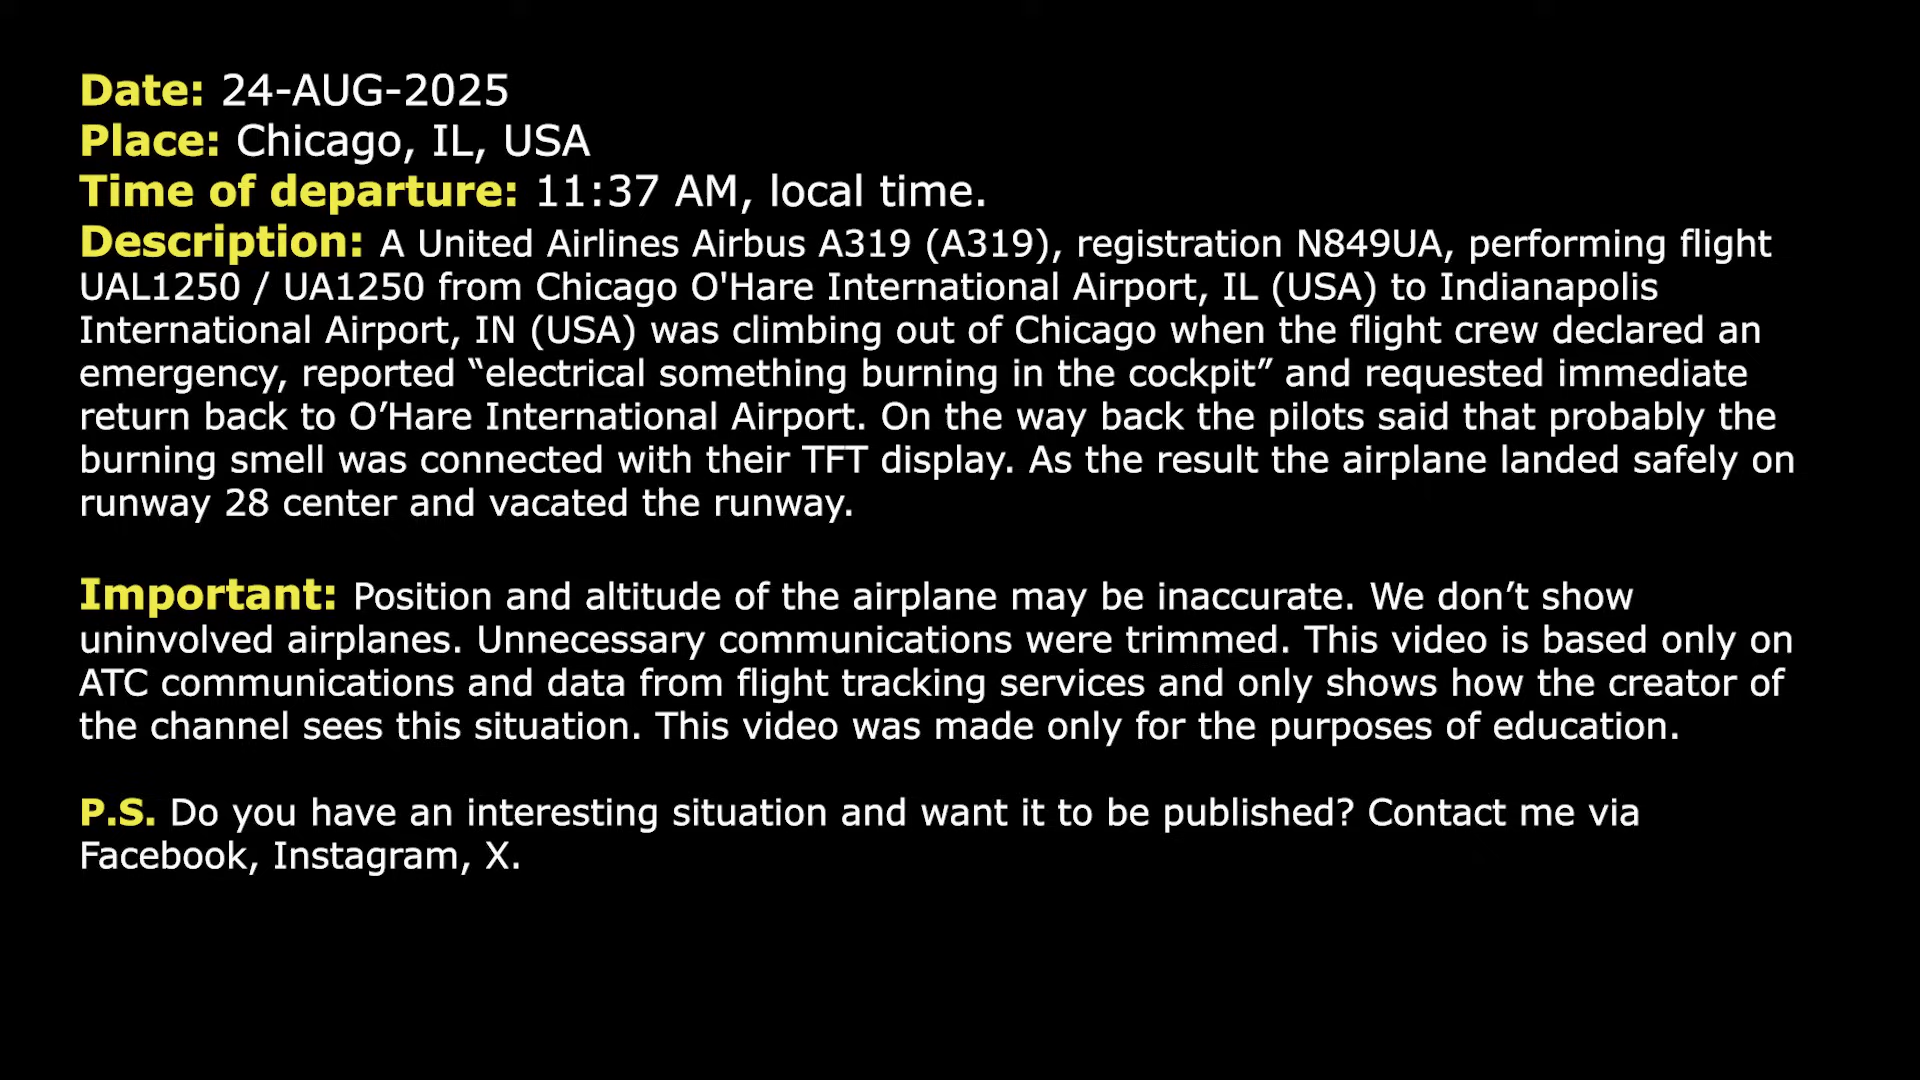 Date: 24-AUG-2025
Place: Chicago, IL, USA
Time of departure: 11:37 AM, local time.
Description: A United Airlines Airbus A319 (A319), registration N849UA, performing flight
UAL1250 / UA1250 from Chicago O'Hare International Airport, IL (USA) to Indianapolis
International Airport, IN (USA) was climbing out of Chicago when the flight crew declared an
emergency, reported “electrical something burning in the cockpit” and requested immediate
return back to O’Hare International Airport. On the way back the pilots said that probably the
burning smell was connected with their TFT display. As the result the airplane landed safely on
runway 28 center and vacated the runway.
Important: Position and altitude of the airplane may be inaccurate. We don’t show
uninvolved airplanes. Unnecessary communications were trimmed. This video is based only on
ATC communications and data from flight tracking services and only shows how the creator of
the channel sees this situation. This video was made only for the purposes of education.
P.S. Do you have an interesting situation and want it to be published? Contact me via
Facebook, Instagram, X.